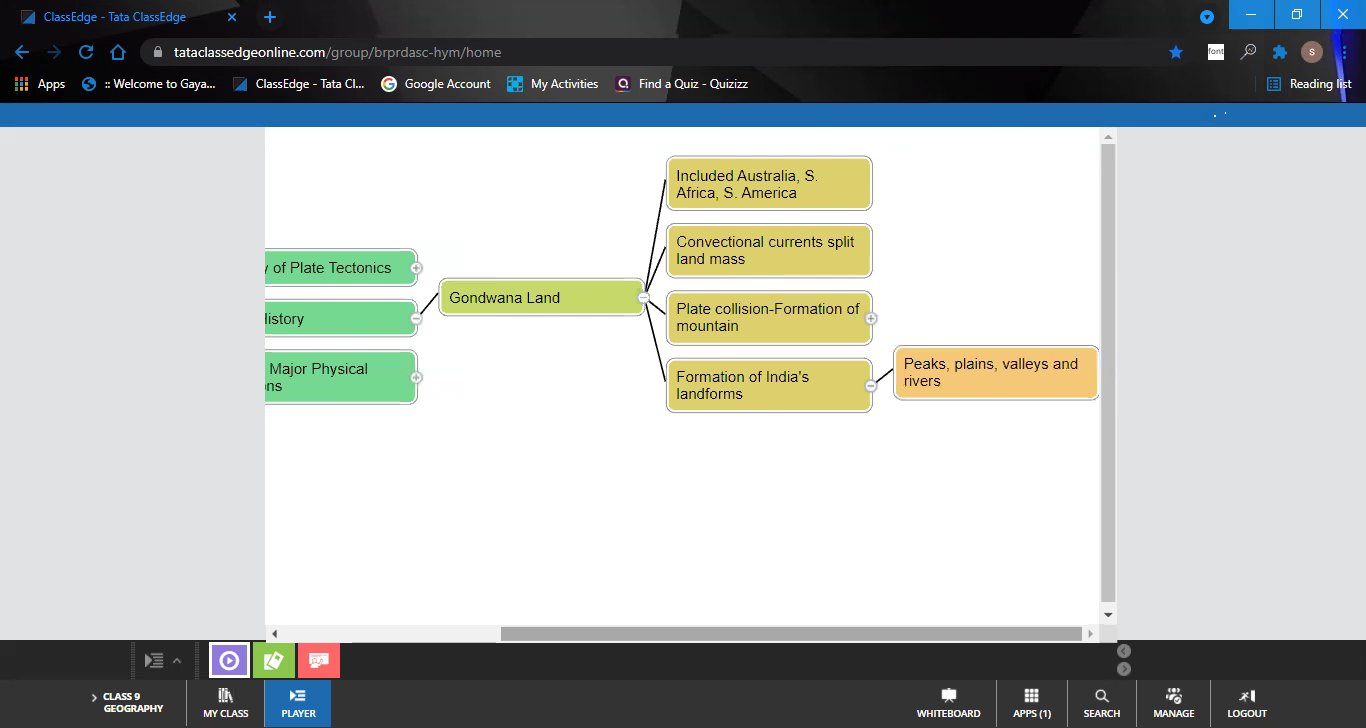 ClassEdge - Tata ClassEdge
tataclassedgeonline.com/group/brprdasc-hym/home
font
S
Apps
:: Welcome to Gaya...
ClassEdge - Tata Cl...
Google Account
My Activities
Find a Quiz - Quizizz
Reading list
Included Australia, S.
Africa, S. America
Convectional currents split
land mass
y of Plate Tectonics
Gondwana Land
Plate collision-Formation of
mountain
History
Major Physical
ons
Formation of India's
landforms
Peaks, plains, valleys and
rivers
CLASS 9
GEOGRAPHY
MY CLASS
PLAYER
WHITEBOARD
APPS (1)
SEARCH
MANAGE
LOGOUT